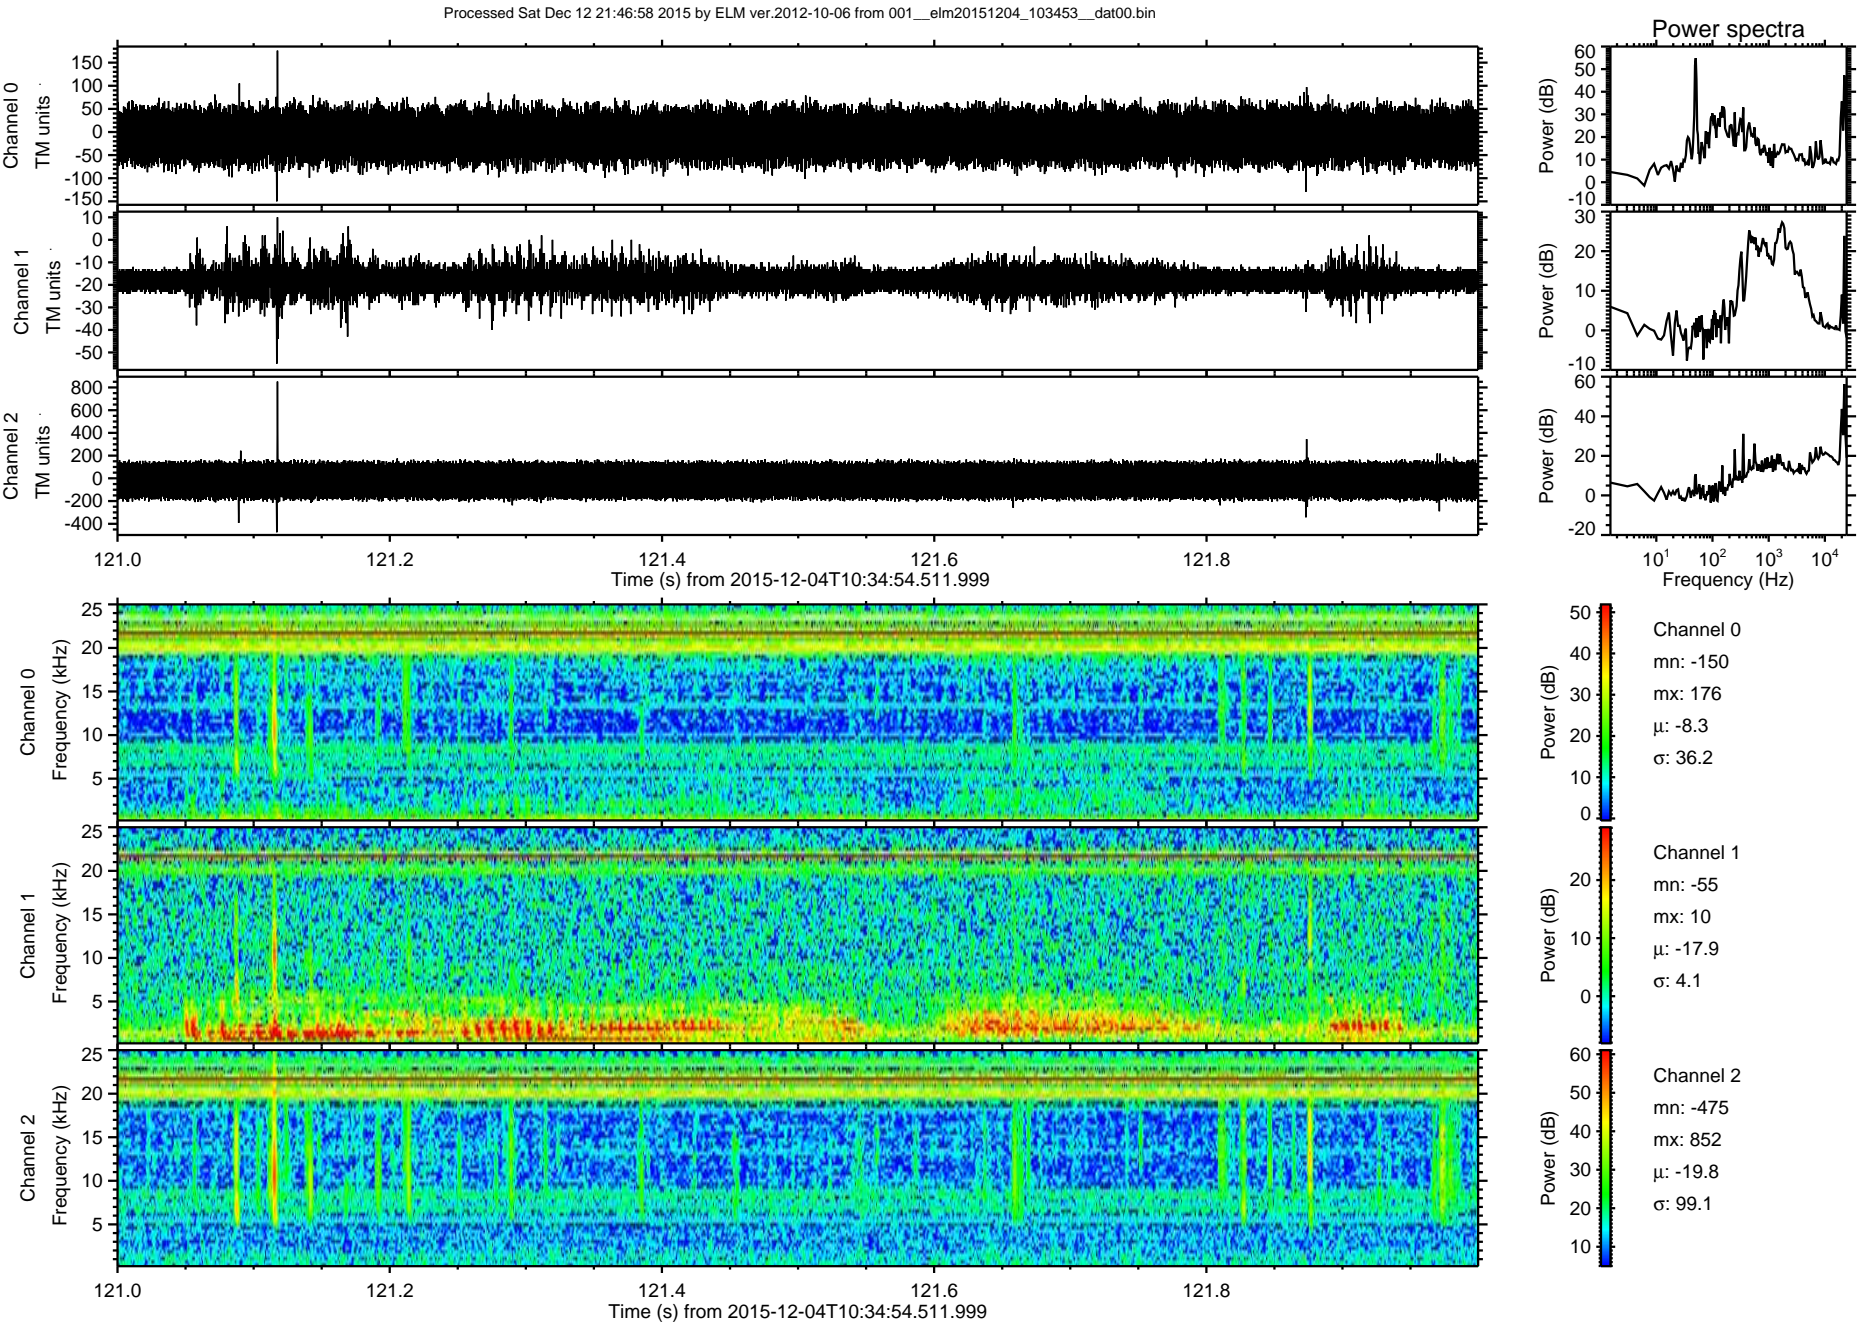 Processed Sat Dec 12 21:46:58 2015 by ELM ver.2012-10-06 from 001__elm20151204_103453__dat00.bin
Power spectra
Channel 0
TM units
150
100
50
0
-50
-100
-150
Power (dB)
60
50
40
30
20
10
0
-10
Channel 1
TM units
10
0
-10
-20
-30
-40
-50
Power (dB)
30
20
10
0
-10
Channel 2
TM units
800
600
400
200
0
-200
-400
Power (dB)
60
40
20
0
-20
121.0 121.2 121.4 121.6 121.8
Time (s) from 2015-12-04T10:34:54.511.999
10^1 10^2 10^3 10^4
Frequency (Hz)
Channel 0
Frequency (kHz)
25
20
15
10
5
Power (dB)
50
40
30
20
10
0
Channel 0
mn: -150
mx: 176
μ: -8.3
σ: 36.2
Channel 1
Frequency (kHz)
25
20
15
10
5
Power (dB)
20
10
0
Channel 1
mn: -55
mx: 10
μ: -17.9
σ: 4.1
Channel 2
Frequency (kHz)
25
20
15
10
5
Power (dB)
60
50
40
30
20
10
Channel 2
mn: -475
mx: 852
μ: -19.8
σ: 99.1
121.0 121.2 121.4 121.6 121.8
Time (s) from 2015-12-04T10:34:54.511.999